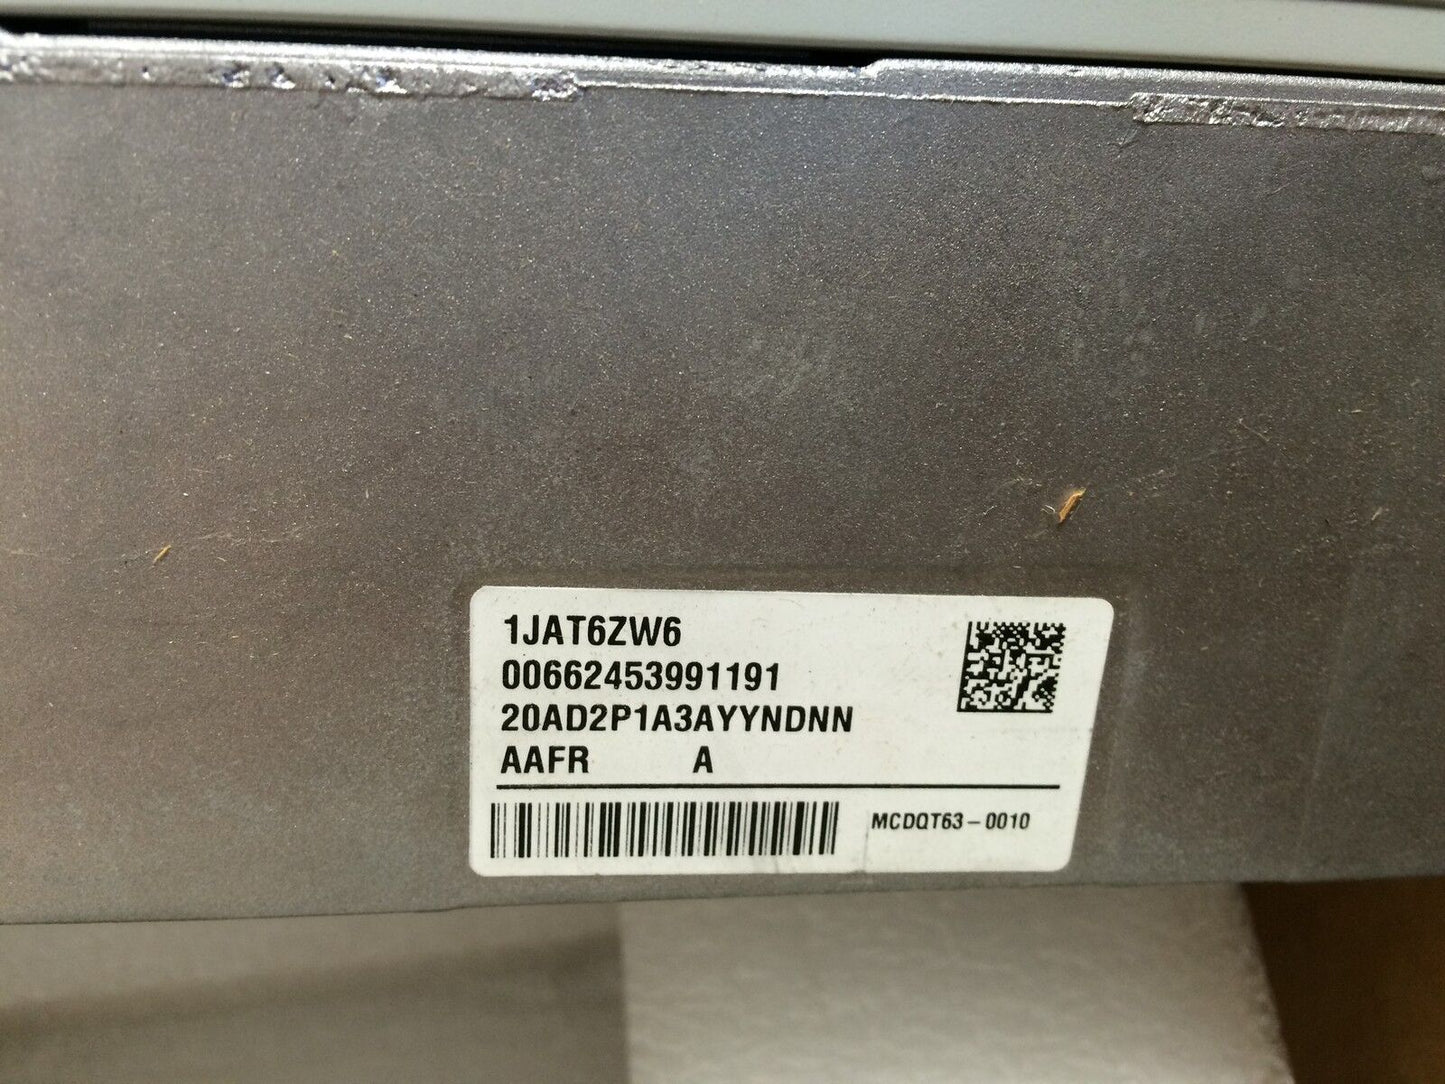 1JAT6ZW6
00662453991191
20AD2P1A3AYYNDNN
AAFR A
MCDQT63-0010